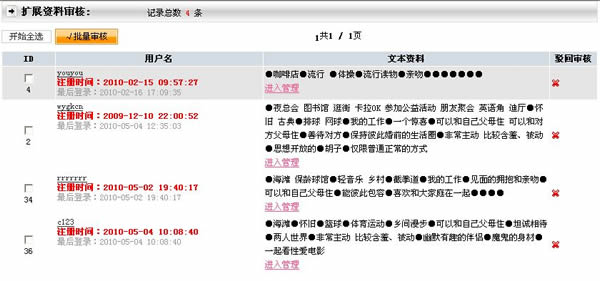 扩展资料审核： 记录总数 4 条
开始全选 √批量审核 1共1 / 1页
ID 用户名 文本资料 驳回审核
4
youyou
注册时间：2010-02-15 09:57:27
最后登录：2010-02-16 17:09:35
●咖啡店●流行 ●体操●流行读物●亲吻●●●●●●●
进入管理
2
wygkcn
注册时间：2009-12-10 22:00:52
最后登录：2010-05-04 12:35:03
●夜总会 图书馆 逛街 卡拉OK 参加公益活动 朋友聚会 英语角 迪厅●怀
旧 古典●排球 网球●我的工作●一个惊喜●可以和自己父母住 可以和对
方父母住●善待对方●保持彼此婚前的生活圈●非常主动 比较含羞、被动
●思想开放的●胡子●仅限普通正常的方式
进入管理
34
rrrrrrr
注册时间：2010-05-02 19:40:17
最后登录：2010-05-02 19:40:17
●海滩 保龄球馆●轻音乐 乡村●截拳道●我的工作●见面的拥抱和亲吻●
可以和自己父母住●能彼此包容●喜欢和大家庭在一起●●●●
进入管理
36
c123
注册时间：2010-05-04 10:08:40
最后登录：2010-05-04 10:08:40
●海滩●怀旧●篮球●体育运动●乡间漫步●可以和自己父母住●坦诚相待
●两人世界●非常主动 比较含羞、被动●幽默有趣的伴侣●魔鬼的身材●
一起看性爱电影
进入管理